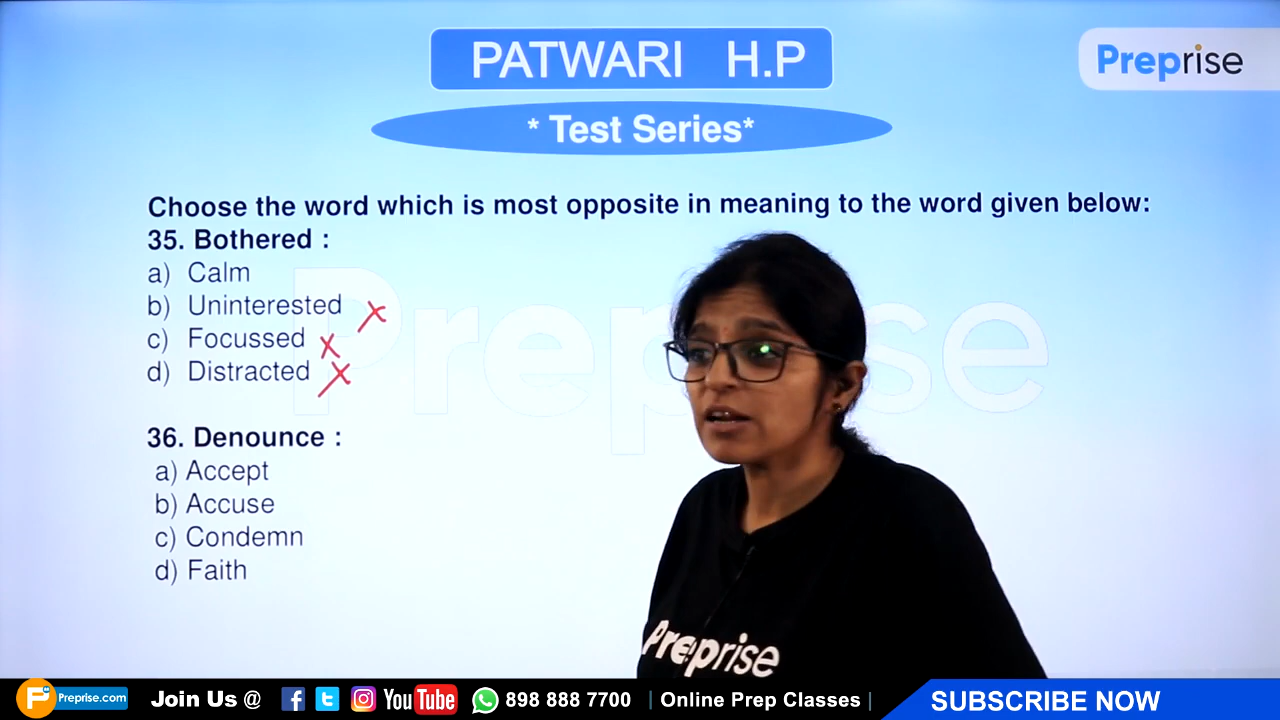 PATWARI H.P
Preprise
* Test Series*
Choose the word which is most opposite in meaning to the word given below:
35. Bothered :
a) Calm
b) Uninterested
c) Focussed
d) Distracted
Preprise
36. Denounce :
a) Accept
b) Accuse
c) Condemn
d) Faith
Preprise
Preprise.com Join Us @ YouTube 898 888 7700 | Online Prep Classes | SUBSCRIBE NOW